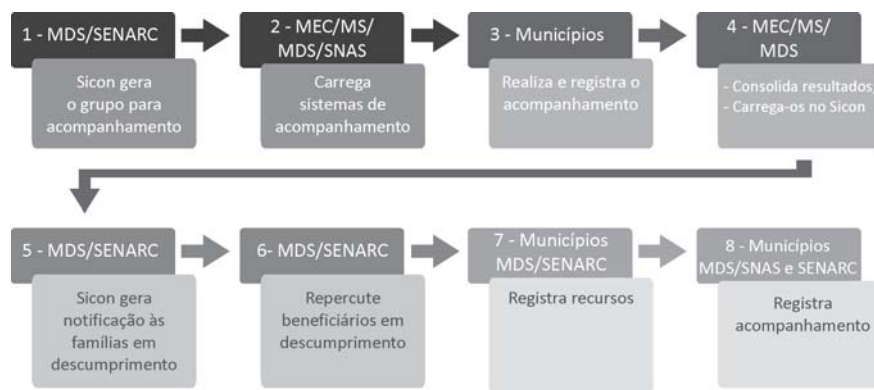 1 - MDS/SENARC
Sicon gera
o grupo para
acompanhamento
2 - MEC/MS/
MDS/SNAS
Carrega
sistemas de
acompanhamento
3 - Municípios
Realiza e registra o
acompanhamento
4 - MEC/MS/
MDS
- Consolida resultados,
- Carrega-os no Sicon
5 - MDS/SENARC
Sicon gera
notificação às
famílias em
descumprimento
6- MDS/SENARC
Repercute
beneficiários em
descumprimento
7 - Municípios
MDS/SENARC
Registra recursos
8 - Municípios
MDS/SNAS e SENARC
Registra
acompanhamento